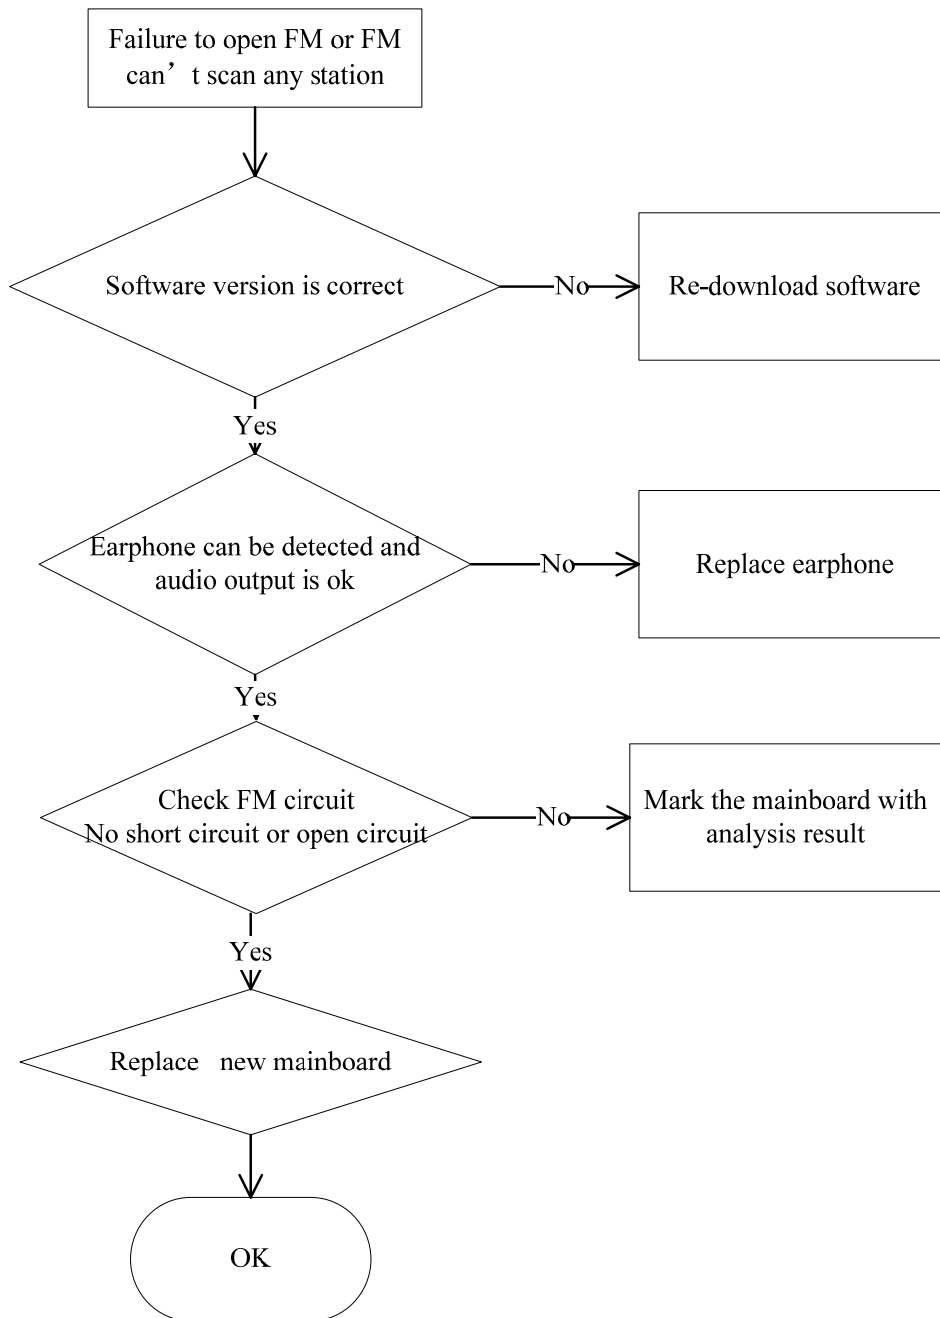 Failure to open FM or FM
can’ t scan any station
Software version is correct
No
Re-download software
Yes
Earphone can be detected and
audio output is ok
No
Replace earphone
Yes
Check FM circuit
No short circuit or open circuit
No
Mark the mainboard with
analysis result
Yes
Replace new mainboard
OK